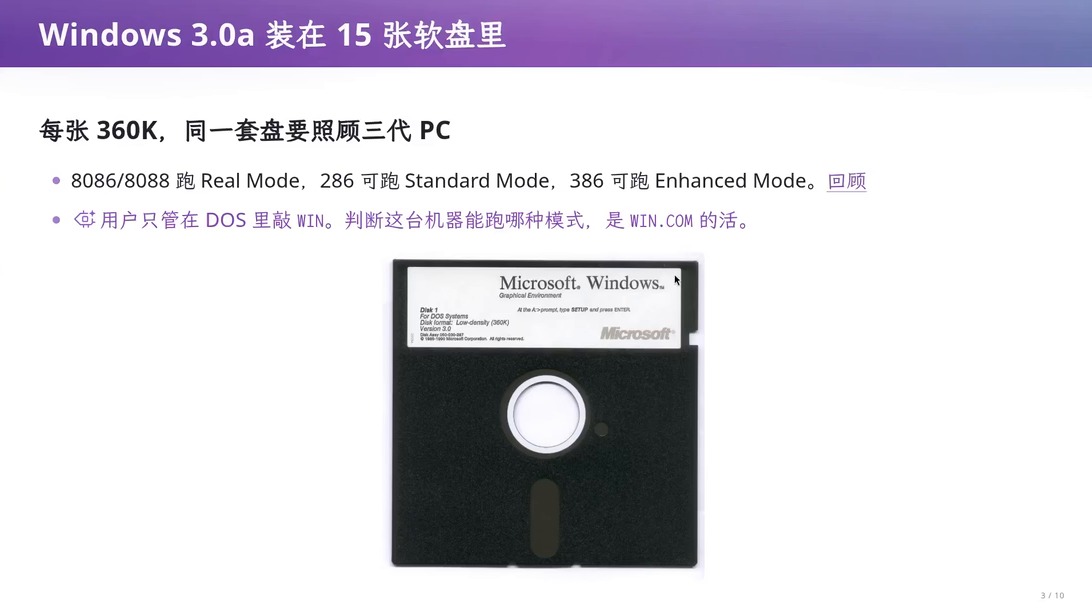 Windows 3.0a 装在 15 张软盘里
每张 360K，同一套盘要照顾三代 PC
8086/8088 跑 Real Mode，286 可跑 Standard Mode，386 可跑 Enhanced Mode。回顾
用户只管在 DOS 里敲 WIN。判断这台机器能跑哪种模式，是 WIN.COM 的活。
Microsoft® Windows™
Graphical Environment
Disk 1
At the A:>prompt, type SETUP and press ENTER.
For DOS Systems
Disk format: Low-density (360K)
Version 3.0
Microsoft®
3 / 10